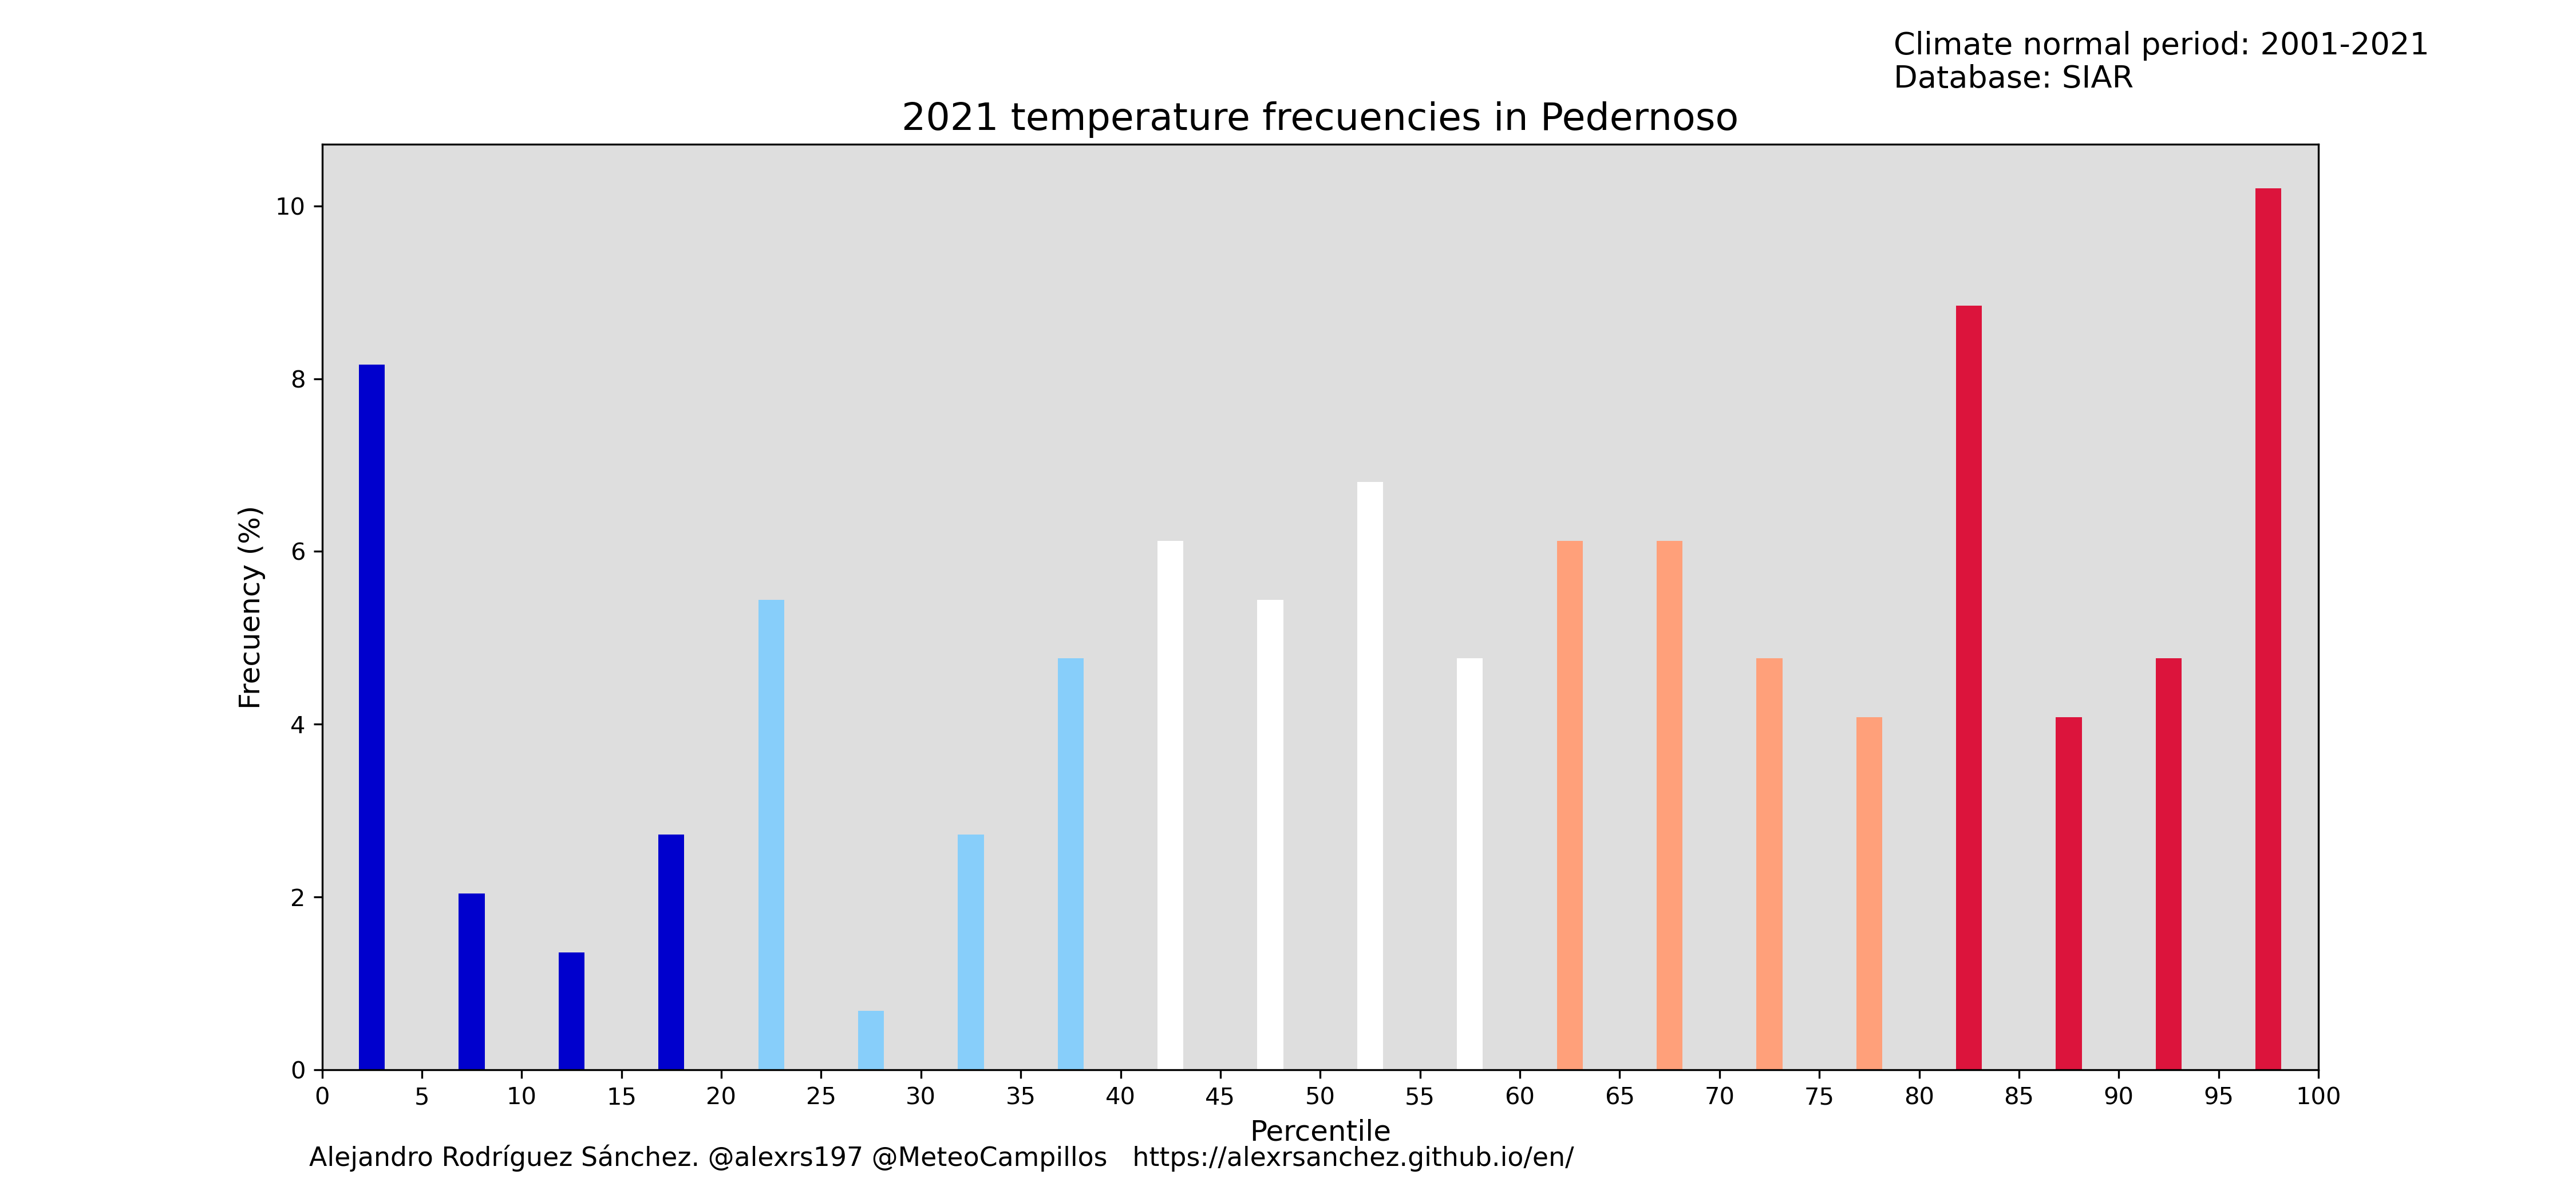 Climate normal period: 2001-2021
Database: SIAR
2021 temperature frecuencies in Pedernoso
Frecuency (%)
10
8
6
4
2
0
0 5 10 15 20 25 30 35 40 45 50 55 60 65 70 75 80 85 90 95 100
Percentile
Alejandro Rodríguez Sánchez. @alexrs197 @MeteoCampillos https://alexrsanchez.github.io/en/